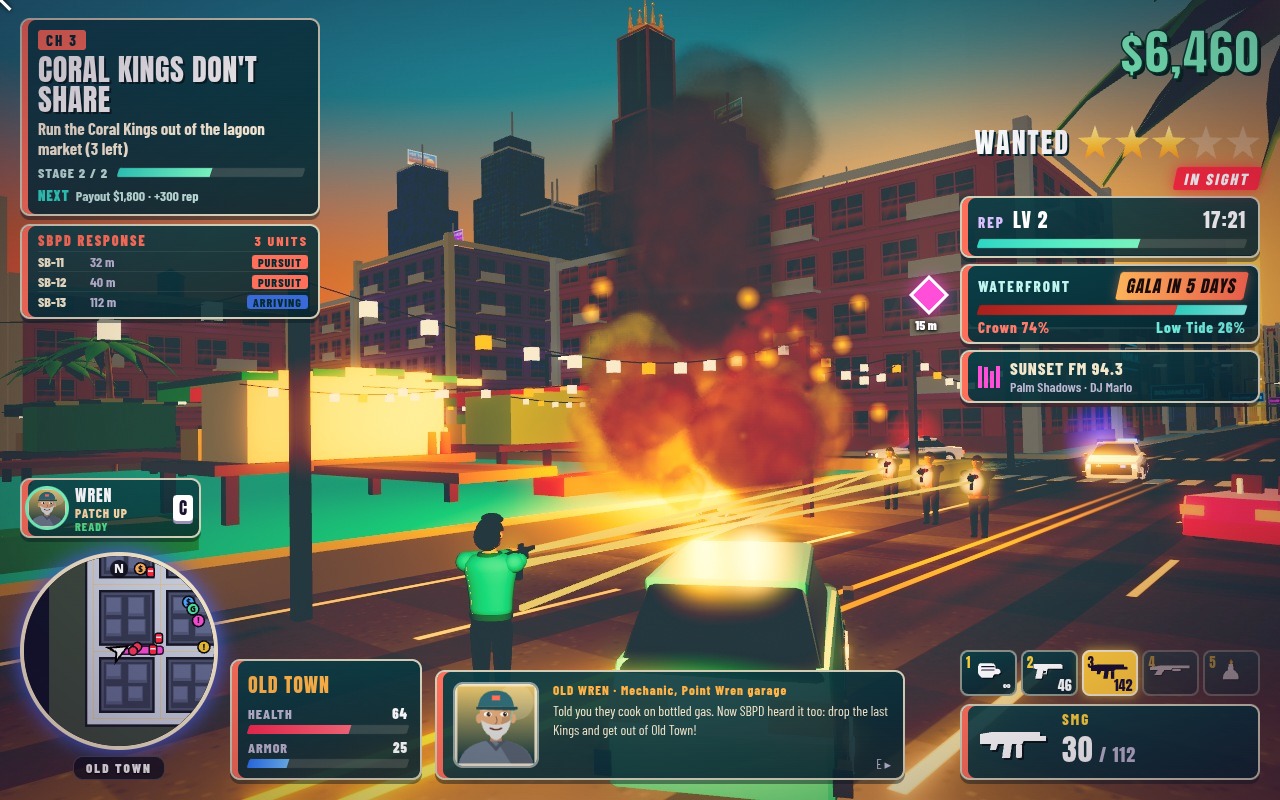 CH 3
CORAL KINGS DON'T
SHARE
Run the Coral Kings out of the lagoon
market (3 left)
STAGE 2 / 2
NEXT Payout $1,800 · +300 rep
SBPD RESPONSE 3 UNITS
SB-11 32 m PURSUIT
SB-12 40 m PURSUIT
SB-13 112 m ARRIVING
$6,460
WANTED
IN SIGHT
REP LV 2 17:21
WATERFRONT GALA IN 5 DAYS
Crown 74% Low Tide 26%
SUNSET FM 94.3
Palm Shadows · DJ Marlo
15 m
WREN
PATCH UP
READY
C
N
OLD TOWN
OLD TOWN
HEALTH 64
ARMOR 25
OLD WREN · Mechanic, Point Wren garage
Told you they cook on bottled gas. Now SBPD heard it too: drop the last
Kings and get out of Old Town!
E ▸
1 ∞
2 46
3 142
4
5
SMG
30 / 112